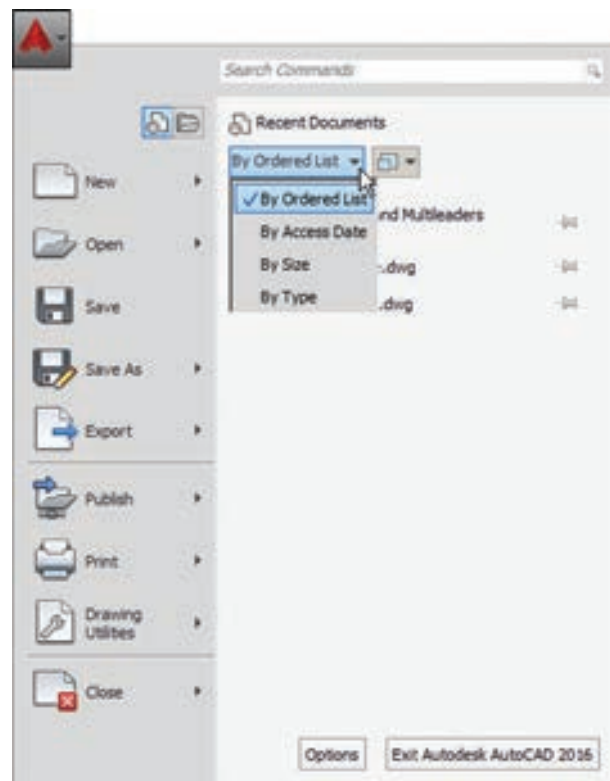 Search Commands
Recent Documents
By Ordered List
By Ordered List
By Access Date
By Size
By Type
nd Multileaders
.dwg
.dwg
New
Open
Save
Save As
Export
Publish
Print
Drawing
Utilities
Close
Options
Exit Autodesk AutoCAD 2016